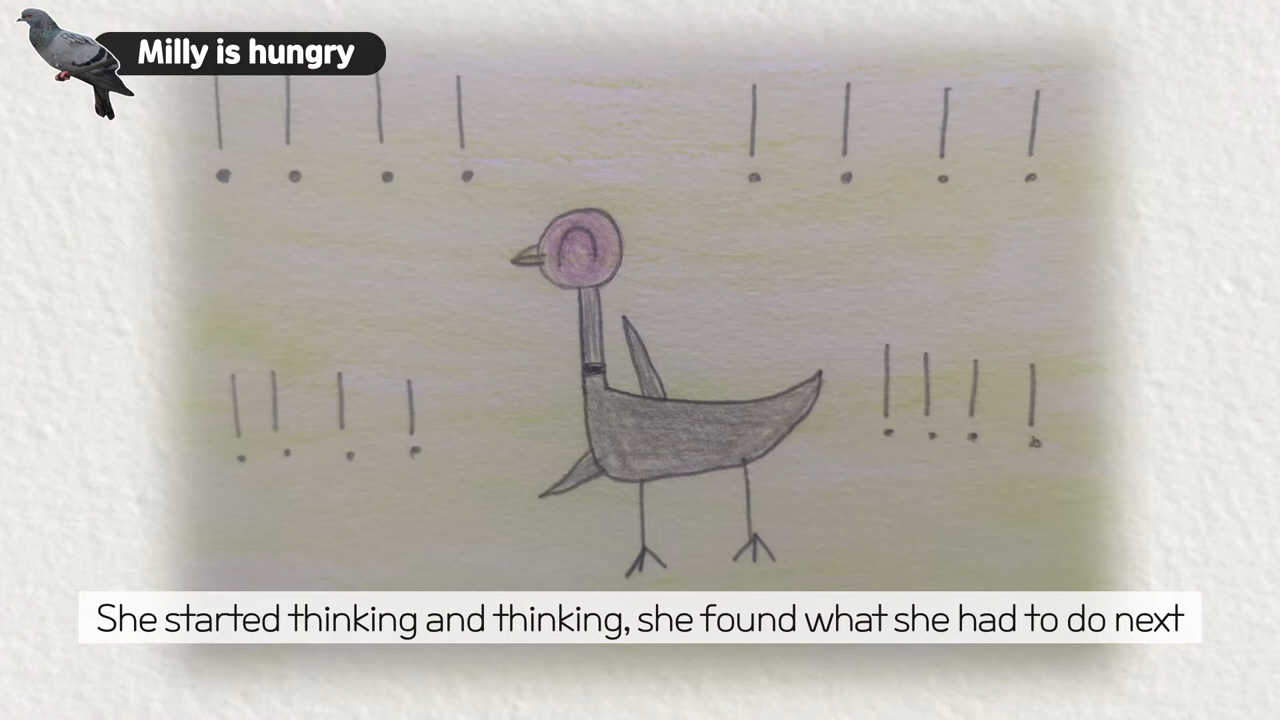 Milly is hungry
! ! ! ! ! ! ! !
! ! ! ! ! ! ! !
She started thinking and thinking, she found what she had to do next